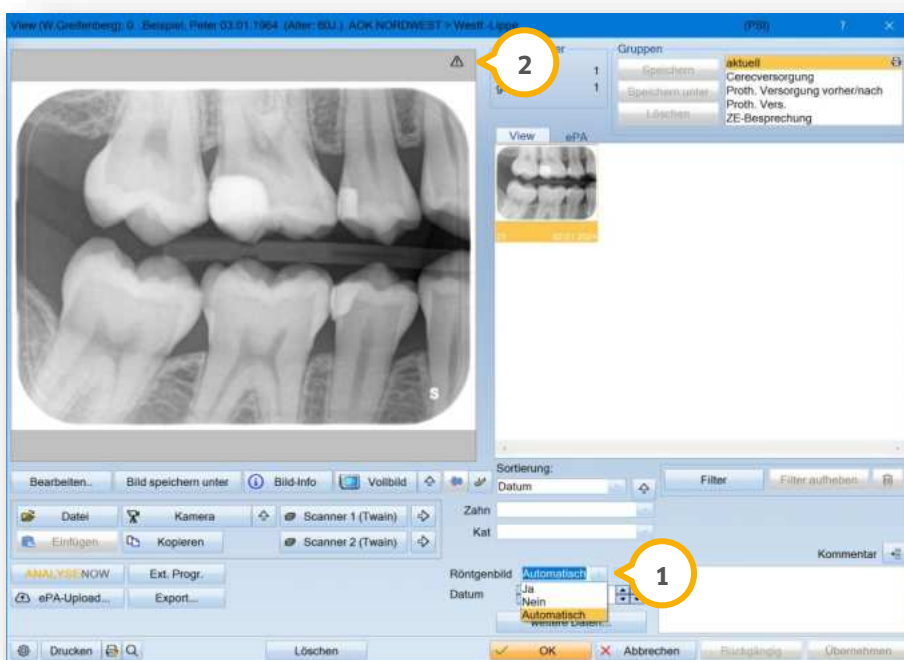 View (W.Greifenberg): 0 Beispiel, Peter 03.01.1964 (Alter: 60J.) AOK NORDWEST > Westf.-Lippe (PSI) ?
2
1
1
Gruppen
Speichern
Speichern unter
Löschen
aktuell
Cerecversorgung
Proth. Versorgung vorher/nach
Proth. Vers.
ZE-Besprechung
View ePA
S
Bearbeiten.. Bild speichern unter Bild-Info Vollbild
Sortierung:
Datum
Filter Filter aufheben
Datei Kamera Scanner 1 (Twain)
Einfügen Kopieren Scanner 2 (Twain)
Zahn
Kat
Kommentar
ANALYSENOW Ext. Progr.
ePA-Upload... Export...
Röntgenbild Automatisch
Ja
Nein
Automatisch
Datum
weitere Daten...
1
Drucken Löschen OK Abbrechen Rückgängig Übernehmen